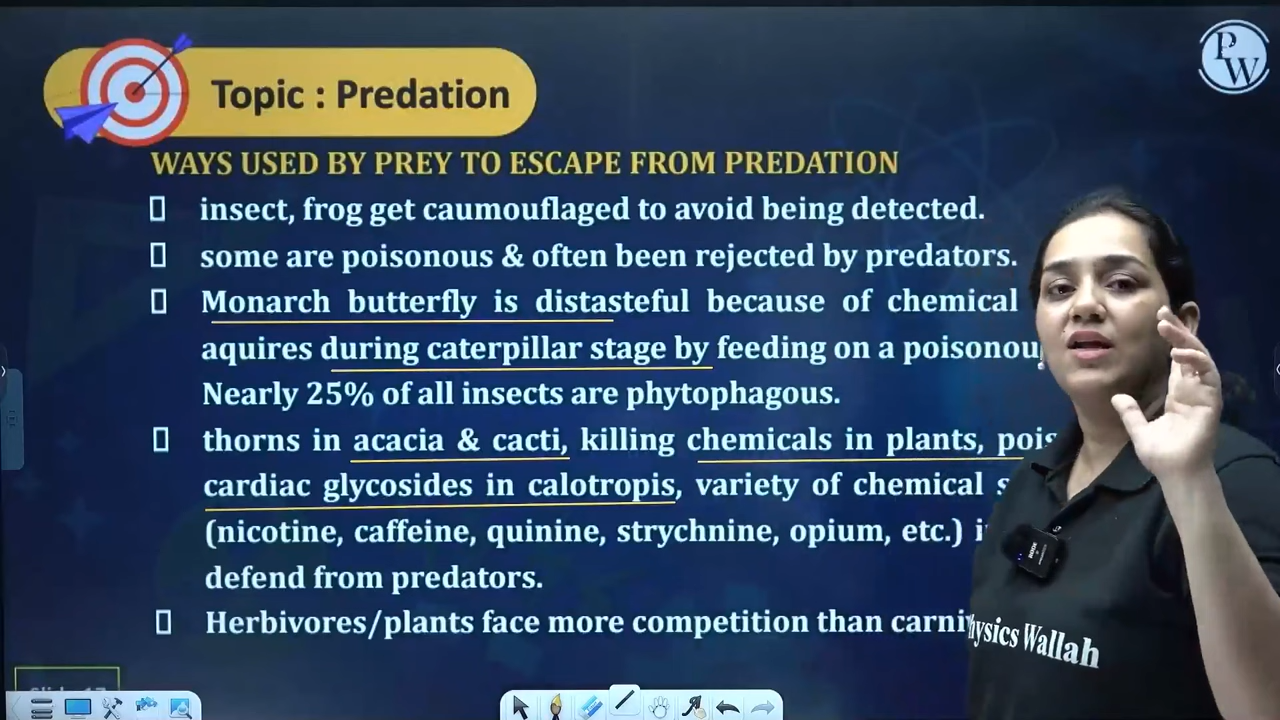 Topic : Predation
PW
WAYS USED BY PREY TO ESCAPE FROM PREDATION
insect, frog get caumouflaged to avoid being detected.
some are poisonous & often been rejected by predators.
Monarch butterfly is distasteful because of chemical
aquires during caterpillar stage by feeding on a
Nearly 25% of all insects are phytophagous.
thorns in acacia & cacti, killing chemicals in plants,
cardiac glycosides in calotropis, variety of chemical
(nicotine, caffeine, quinine, strychnine, opium, etc.)
defend from predators.
Herbivores/plants face more competition than
Physics Wallah